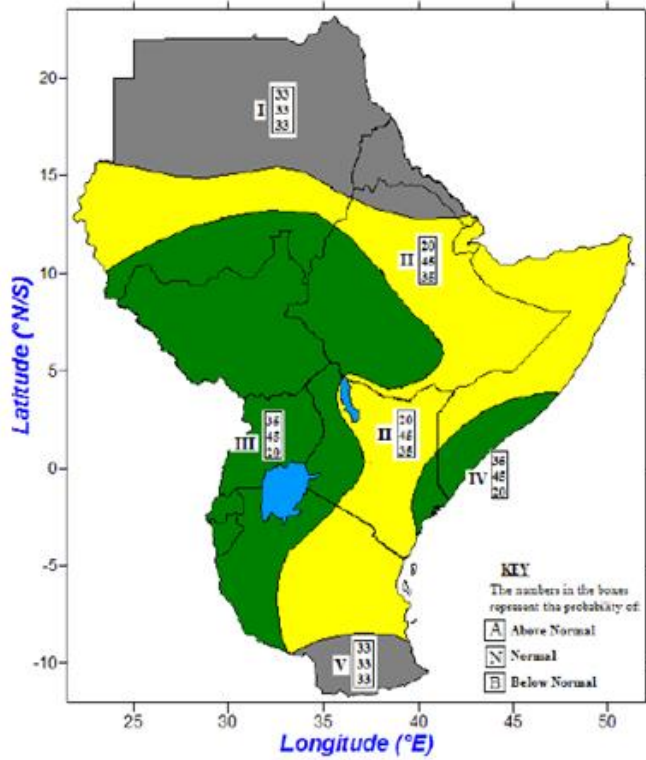 20
15
10
5
0
-5
-10
Latitude (°N/S)
I
33
33
33
II
20
45
35
III
35
45
20
II
20
45
35
IV
35
45
20
V
33
33
33
KEY
The numbers in the boxes
represent the probability of:
A Above Normal
N Normal
B Below Normal
25 30 35 40 45 50
Longitude (°E)